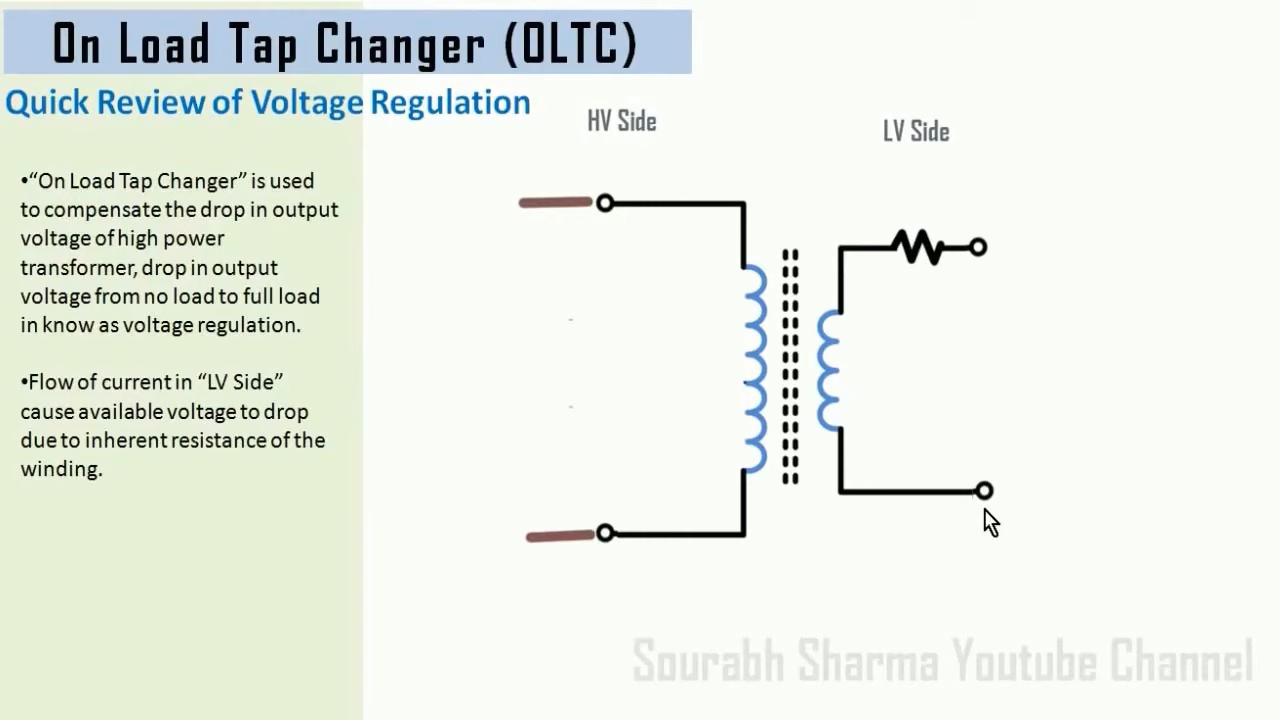 On Load Tap Changer (OLTC)
Quick Review of Voltage Regulation
HV Side
LV Side
•“On Load Tap Changer” is used
to compensate the drop in output
voltage of high power
transformer, drop in output
voltage from no load to full load
in know as voltage regulation.
•Flow of current in “LV Side”
cause available voltage to drop
due to inherent resistance of the
winding.
Sourabh Sharma Youtube Channel